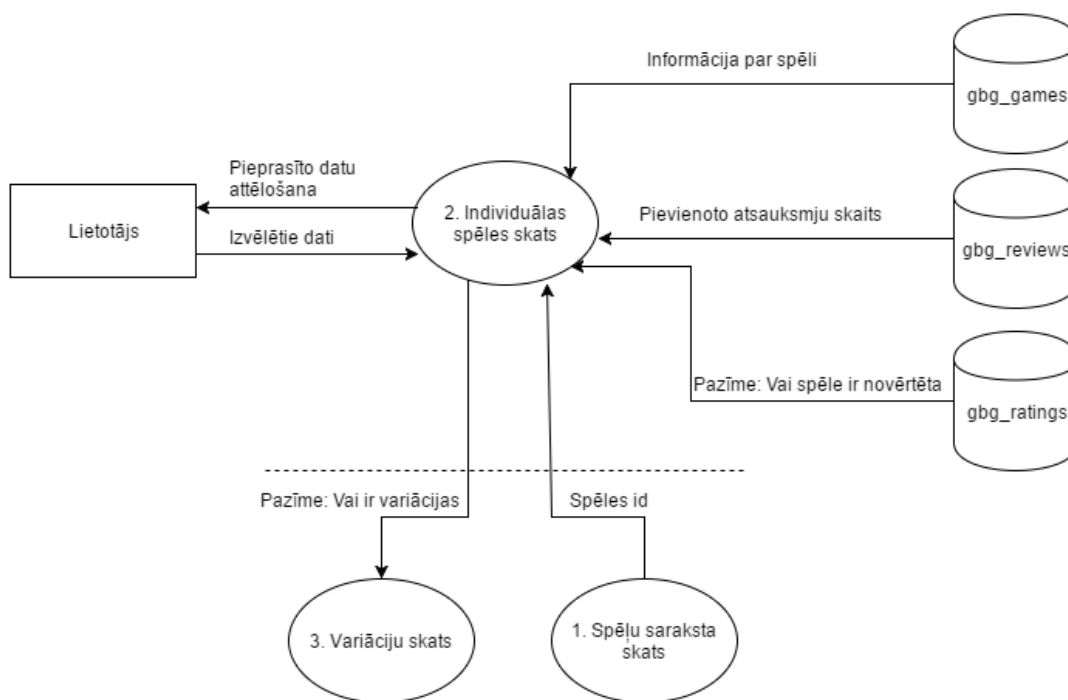 Informācija par spēli
gbg_games
Pieprasīto datu
attēlošana
Lietotājs
Izvēlētie dati
2. Individuālas
spēles skats
Pievienoto atsauksmju skaits
gbg_reviews
Pazīme: Vai spēle ir novērtēta
gbg_ratings
Pazīme: Vai ir variācijas
Spēles id
3. Variāciju skats
1. Spēļu saraksta
skats